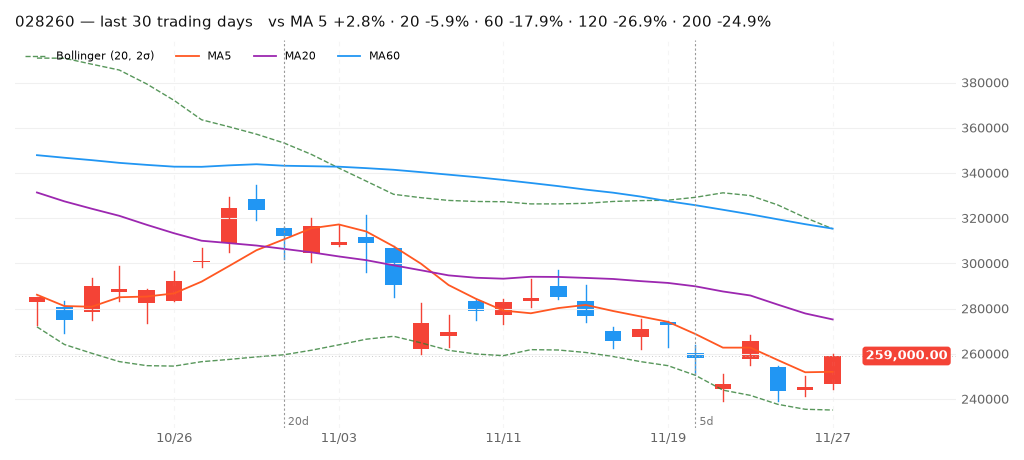 028260 — last 30 trading days vs MA 5 +2.8% · 20 -5.9% · 60 -17.9% · 120 -26.9% · 200 -24.9%
Bollinger (20, 2σ) MA5 MA20 MA60
380000
360000
340000
320000
300000
280000
260000
259,000.00
240000
20d 5d
10/26 11/03 11/11 11/19 11/27